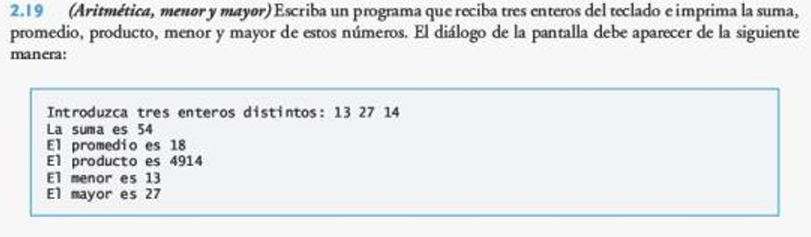 2.19 (Aritmética, menor y mayor) Escriba un programa que reciba tres enteros del teclado e imprima la suma,
promedio, producto, menor y mayor de estos números. El diálogo de la pantalla debe aparecer de la siguiente
manera:
Introduzca tres enteros distintos: 13 27 14
La suma es 54
El promedio es 18
El producto es 4914
El menor es 13
El mayor es 27